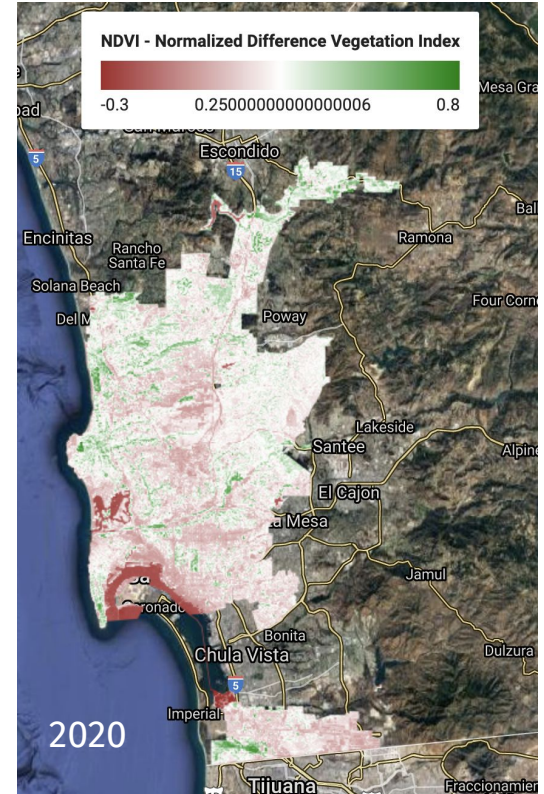 NDVI - Normalized Difference Vegetation Index
-0.3 0.25000000000000006 0.8
Mesa Gra
bad
Escondido
5
15
Ball
Encinitas
Ramona
Rancho
Santa Fe
Solana Beach
Four Corne
Del M
Poway
Lakeside
Santee
Alpine
El Cajon
a Mesa
Jamul
Coronado
Bonita
Chula Vista
Dulzura
5
Imperial
2020
Tijuana
Fraccionamier